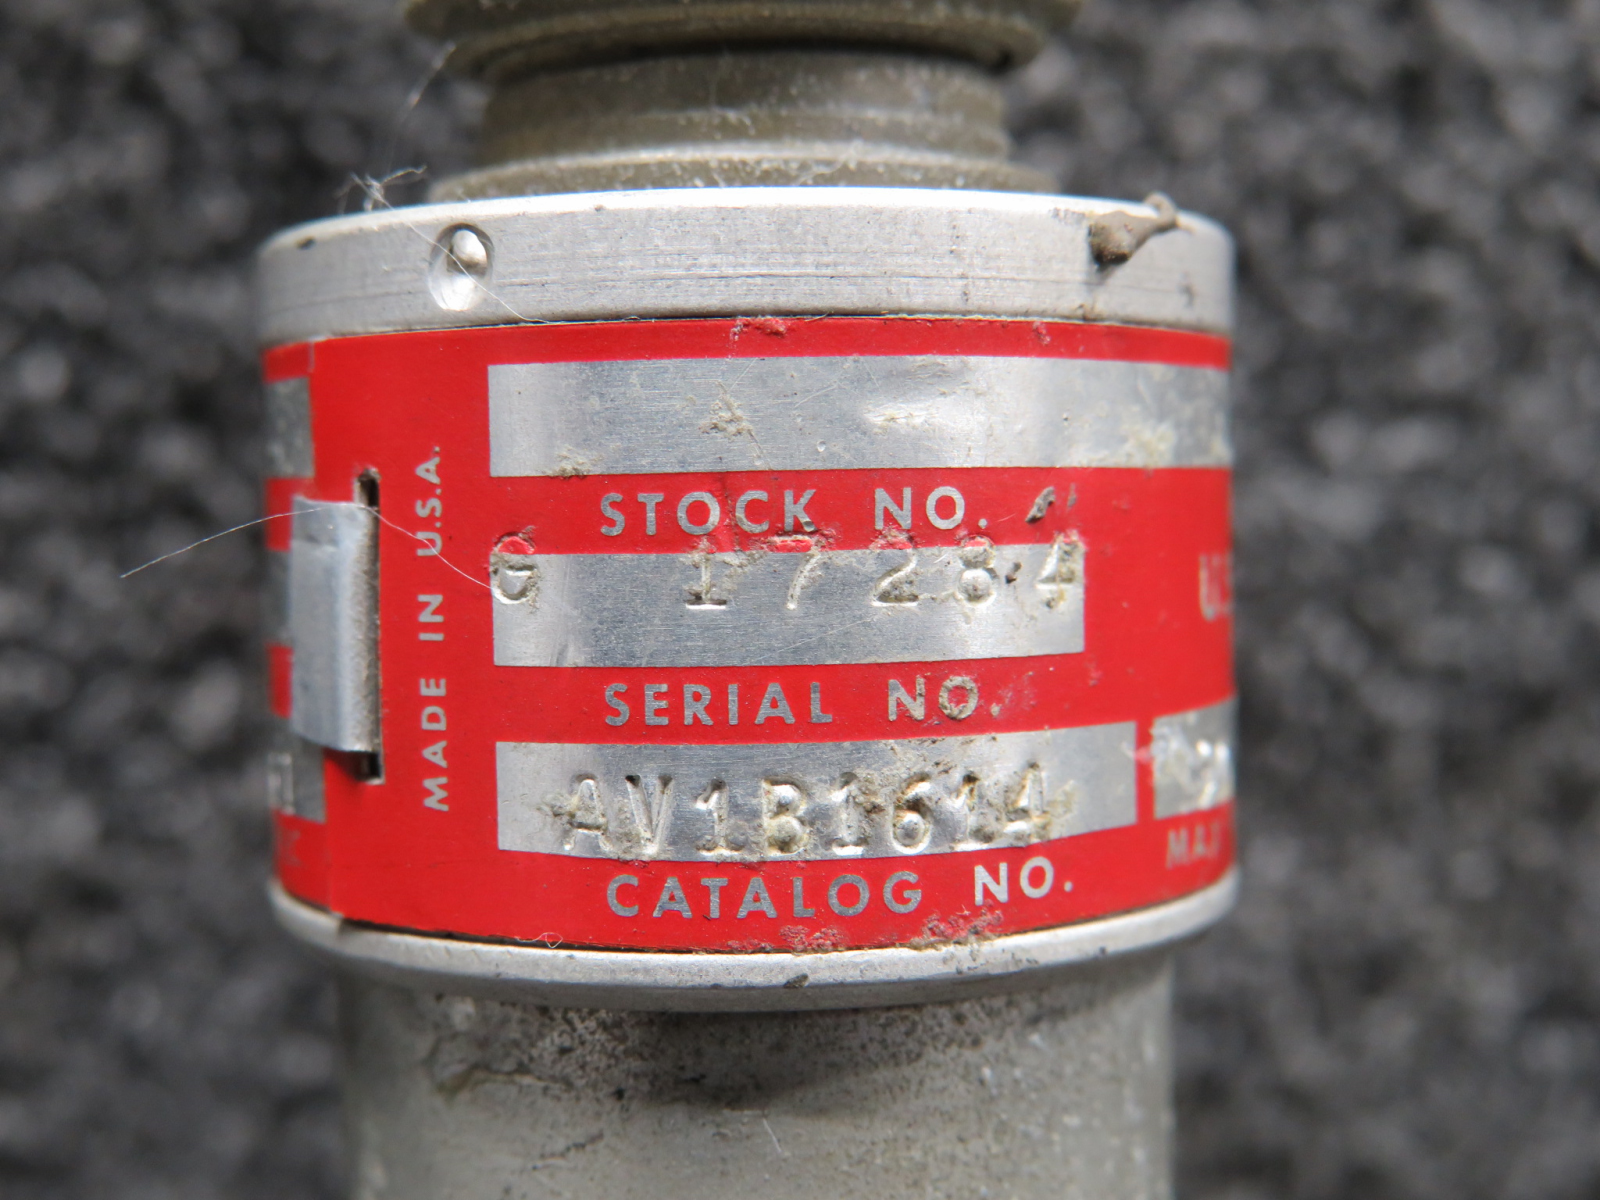 MADE IN U.S.A.
STOCK NO.
G 17284
SERIAL NO.
AV1B1614
CATALOG NO.